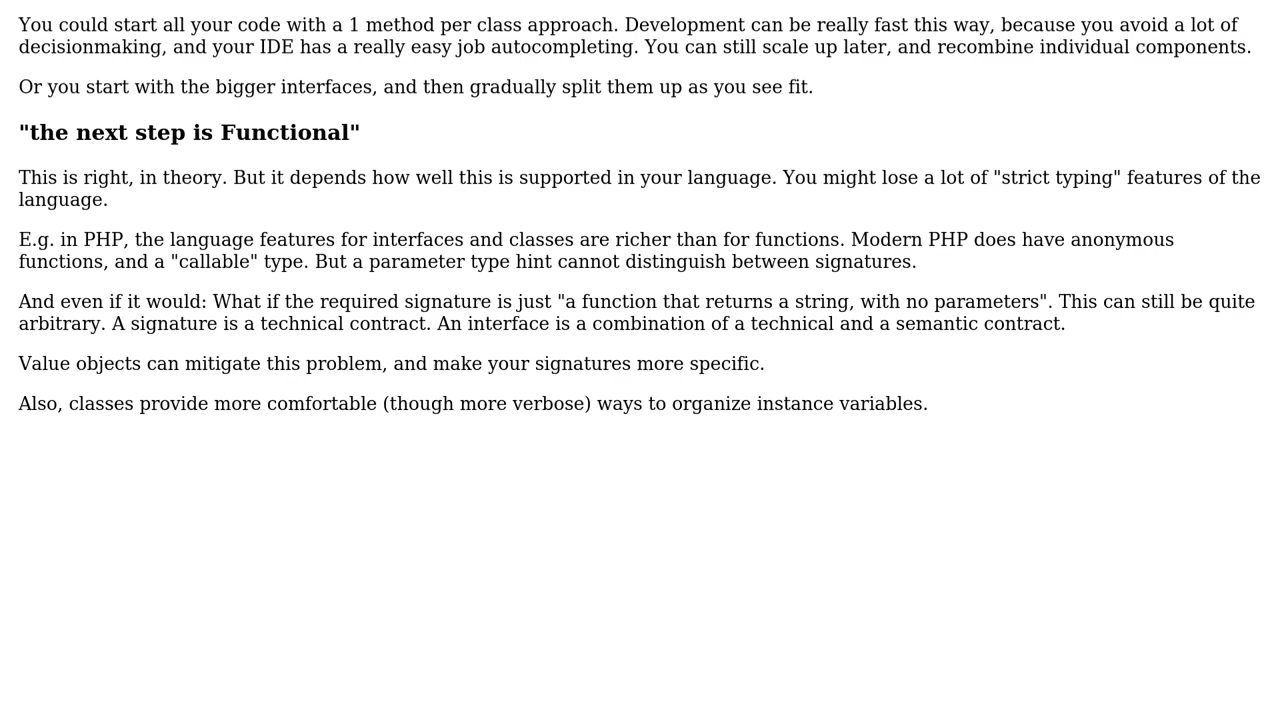 You could start all your code with a 1 method per class approach. Development can be really fast this way, because you avoid a lot of
decisionmaking, and your IDE has a really easy job autocompleting. You can still scale up later, and recombine individual components.
Or you start with the bigger interfaces, and then gradually split them up as you see fit.
"the next step is Functional"
This is right, in theory. But it depends how well this is supported in your language. You might lose a lot of "strict typing" features of the
language.
E.g. in PHP, the language features for interfaces and classes are richer than for functions. Modern PHP does have anonymous
functions, and a "callable" type. But a parameter type hint cannot distinguish between signatures.
And even if it would: What if the required signature is just "a function that returns a string, with no parameters". This can still be quite
arbitrary. A signature is a technical contract. An interface is a combination of a technical and a semantic contract.
Value objects can mitigate this problem, and make your signatures more specific.
Also, classes provide more comfortable (though more verbose) ways to organize instance variables.